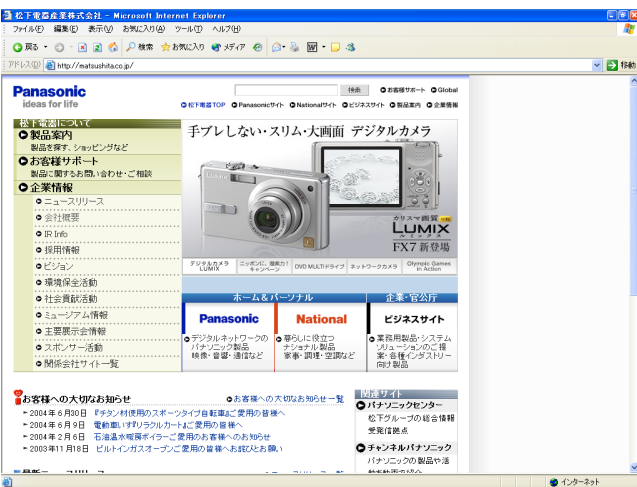 松下電器産業株式会社 - Microsoft Internet Explorer
ファイル(F) 編集(E) 表示(V) お気に入り(A) ツール(T) ヘルプ(H)
戻る 検索 お気に入り メディア
アドレス(D) http://matsushita.co.jp/ 移動
Panasonic
ideas for life
検索 お客様サポート Global
松下電器TOP Panasonicサイト Nationalサイト ビジネスサイト 製品案内 企業情報
松下電器について
製品案内
製品を探す、ショッピングなど
お客様サポート
製品に関するお問い合わせ・ご相談
企業情報
ニュースリリース
会社概要
IR Info
採用情報
ビジョン
環境保全活動
社会貢献活動
ミュージアム情報
主要展示会情報
スポンサー活動
関係会社サイト一覧
手ブレしない・スリム・大画面 デジタルカメラ
LUMIX
カリスマ画質
LUMIX
ルミックス
FX7 新登場
デジタルカメラ LUMIX
ニッポンに、聴衆力! キャンペーン
DVD MULTIドライブ
ネットワークカメラ
Olympic Games In Action
ホーム&パーソナル
企業・官公庁
Panasonic
National
ビジネスサイト
デジタルネットワークの
パナソニック製品
映像・音響・通信など
暮らしに役立つ
ナショナル製品
家事・調理・空調など
業務用製品・システム
ソリューションのご提
案・各種インダストリー
向け製品
お客様への大切なお知らせ
お客様への大切なお知らせ一覧
2004年6月30日 『チタン材使用のスポーツタイプ自転車』ご愛用の皆様へ
2004年6月9日 電動車いす『リラクルカート』ご愛用の皆様へ
2004年2月6日 石油温水暖房ボイラーご愛用のお客様へのお知らせ
2003年11月18日 ビルトインガスオーブンご愛用の皆様へお詫びとお願い
関連サイト
パナソニックセンター
松下グループの総合情報
受発信拠点
チャンネルパナソニック
パナソニックの製品や活
インターネット